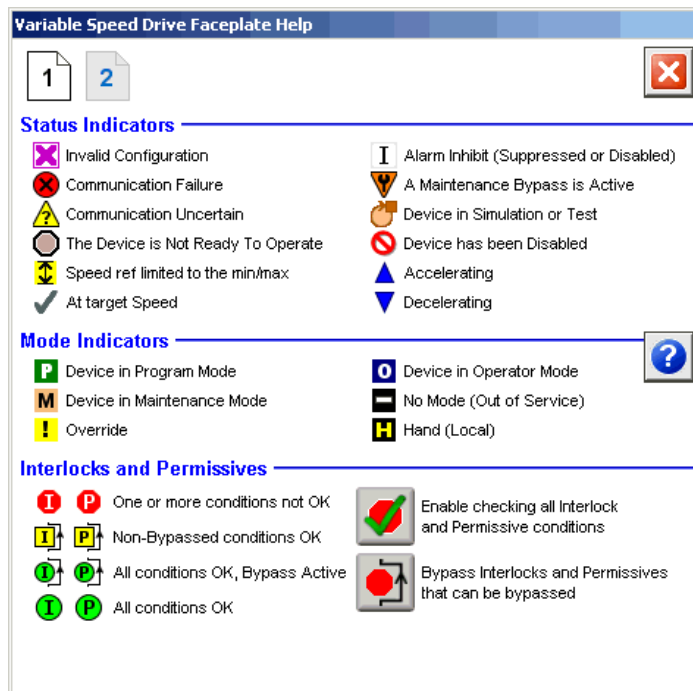 Variable Speed Drive Faceplate Help
1 2
Status Indicators
Invalid Configuration
I Alarm Inhibit (Suppressed or Disabled)
Communication Failure
A Maintenance Bypass is Active
? Communication Uncertain
Device in Simulation or Test
The Device is Not Ready To Operate
Device has been Disabled
Speed ref limited to the min/max
Accelerating
At target Speed
Decelerating
Mode Indicators
?
P Device in Program Mode
O Device in Operator Mode
M Device in Maintenance Mode
No Mode (Out of Service)
! Override
H Hand (Local)
Interlocks and Permissives
I P One or more conditions not OK
Enable checking all Interlock
and Permissive conditions
I P Non-Bypassed conditions OK
I P All conditions OK, Bypass Active
Bypass Interlocks and Permissives
that can be bypassed
I P All conditions OK